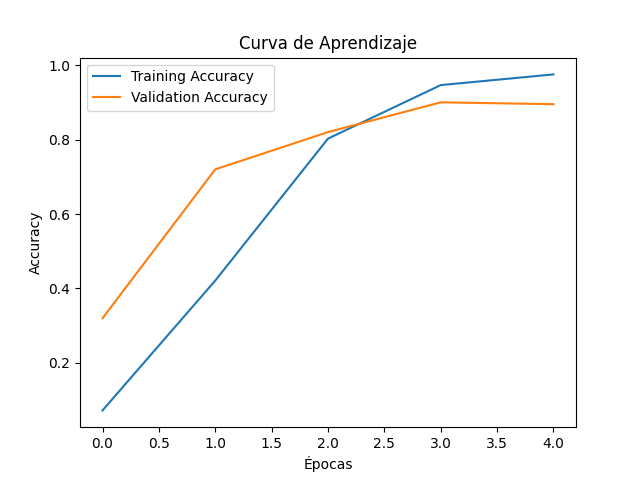 Curva de Aprendizaje
Training Accuracy
Validation Accuracy
Accuracy
1.0
0.8
0.6
0.4
0.2
0.0 0.5 1.0 1.5 2.0 2.5 3.0 3.5 4.0
Épocas